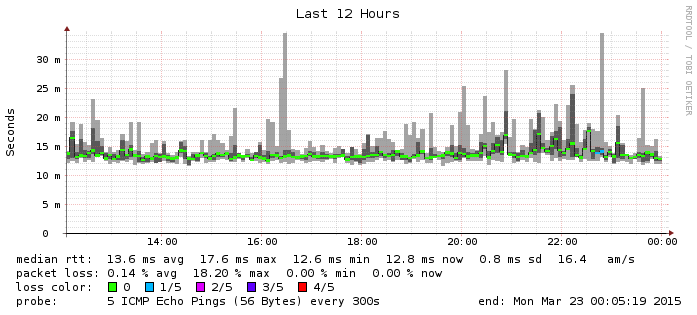 Last 12 Hours
RRDTOOL / TOBI OETIKER
Seconds
30 m
25 m
20 m
15 m
10 m
5 m
0
14:00 16:00 18:00 20:00 22:00 00:00
median rtt: 13.6 ms avg 17.6 ms max 12.6 ms min 12.8 ms now 0.8 ms sd 16.4 am/s
packet loss: 0.14 % avg 18.20 % max 0.00 % min 0.00 % now
loss color: 0 1/5 2/5 3/5 4/5
probe: 5 ICMP Echo Pings (56 Bytes) every 300s end: Mon Mar 23 00:05:19 2015